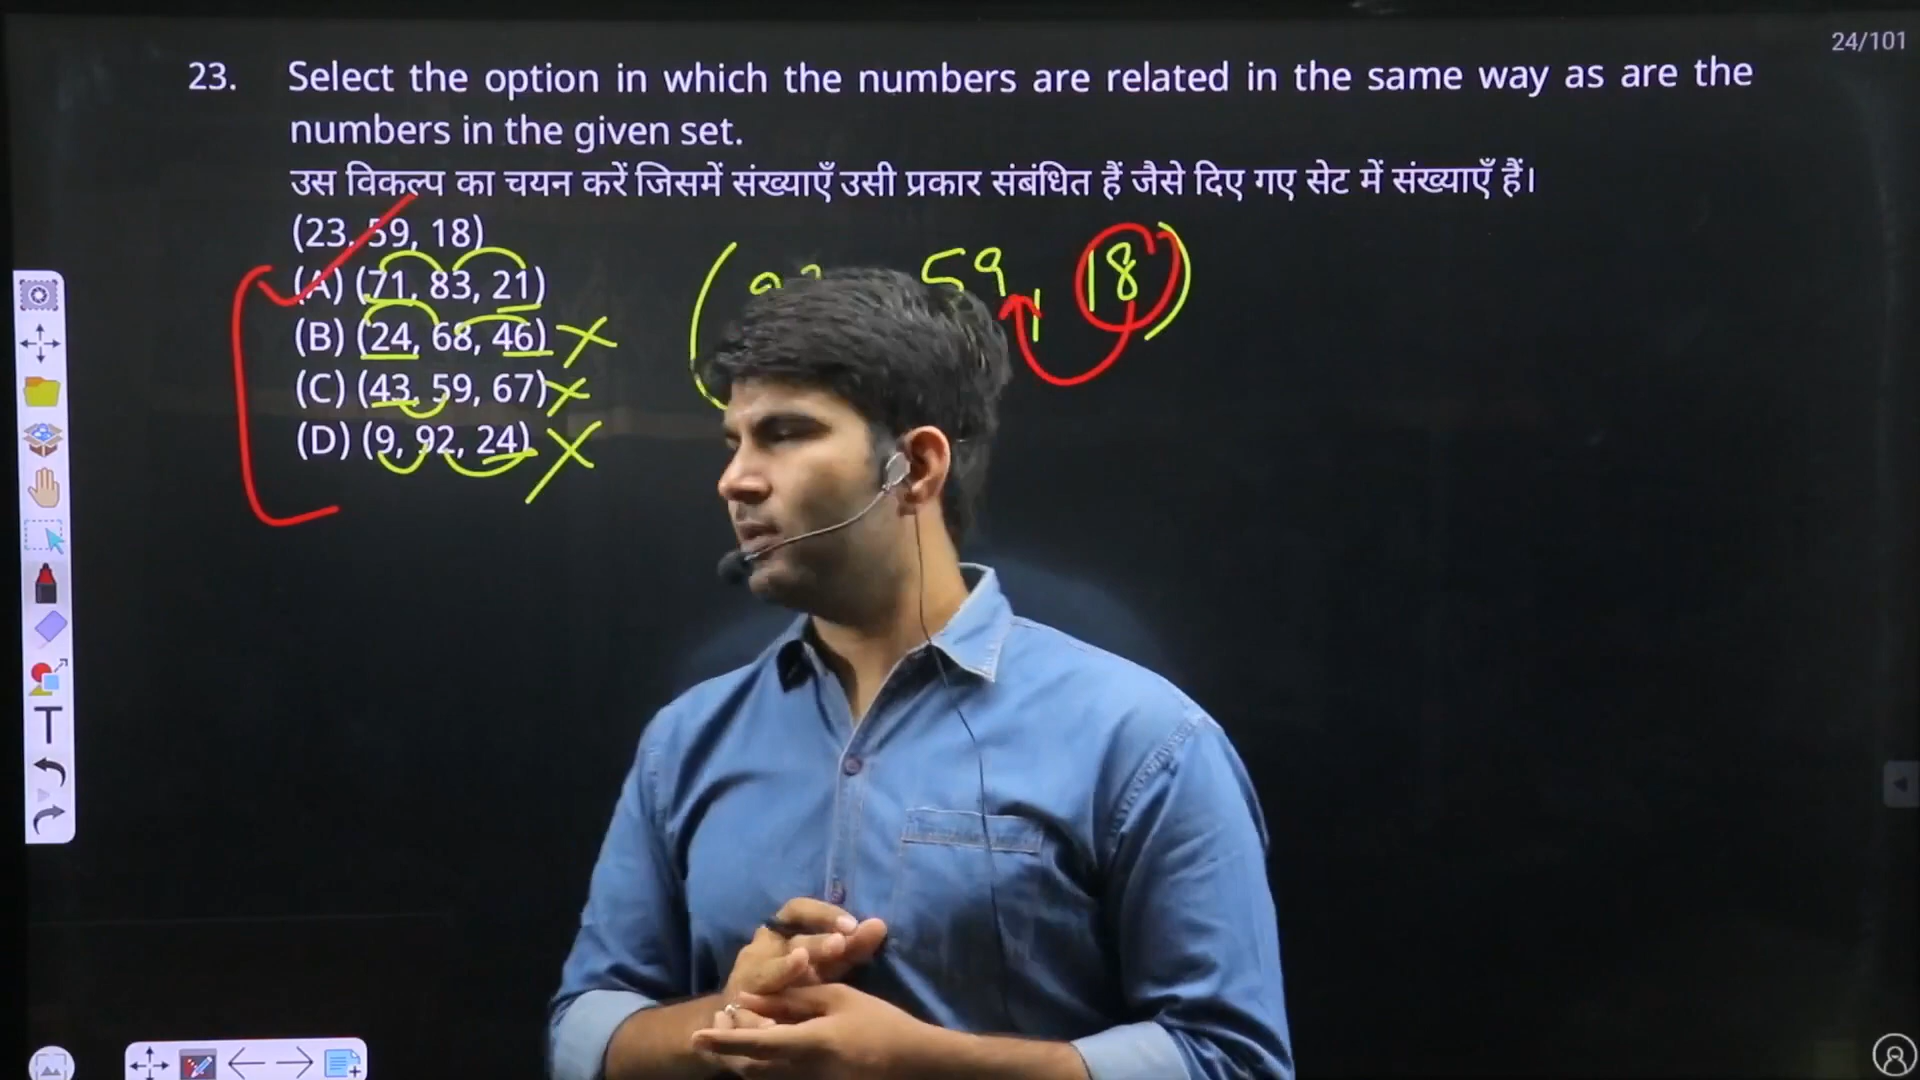 24/101
23. Select the option in which the numbers are related in the same way as are the
numbers in the given set.
उस विकल्प का चयन करें जिसमें संख्याएँ उसी प्रकार संबंधित हैं जैसे दिए गए सेट में संख्याएँ हैं।
(23, 59, 18)
(A) (71, 83, 21)
(B) (24, 68, 46)
(C) (43, 59, 67)
(D) (9, 92, 24)
59, 18)
T